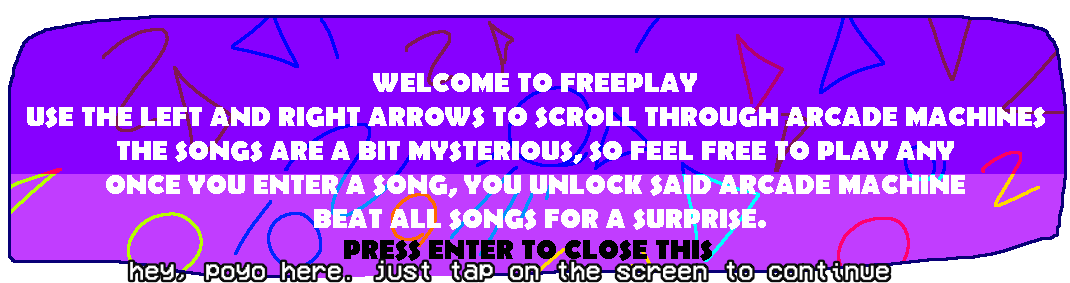 WELCOME TO FREEPLAY
USE THE LEFT AND RIGHT ARROWS TO SCROLL THROUGH ARCADE MACHINES
THE SONGS ARE A BIT MYSTERIOUS, SO FEEL FREE TO PLAY ANY
ONCE YOU ENTER A SONG, YOU UNLOCK SAID ARCADE MACHINE
BEAT ALL SONGS FOR A SURPRISE.
PRESS ENTER TO CLOSE THIS
hey, poyo here. just tap on the screen to continue